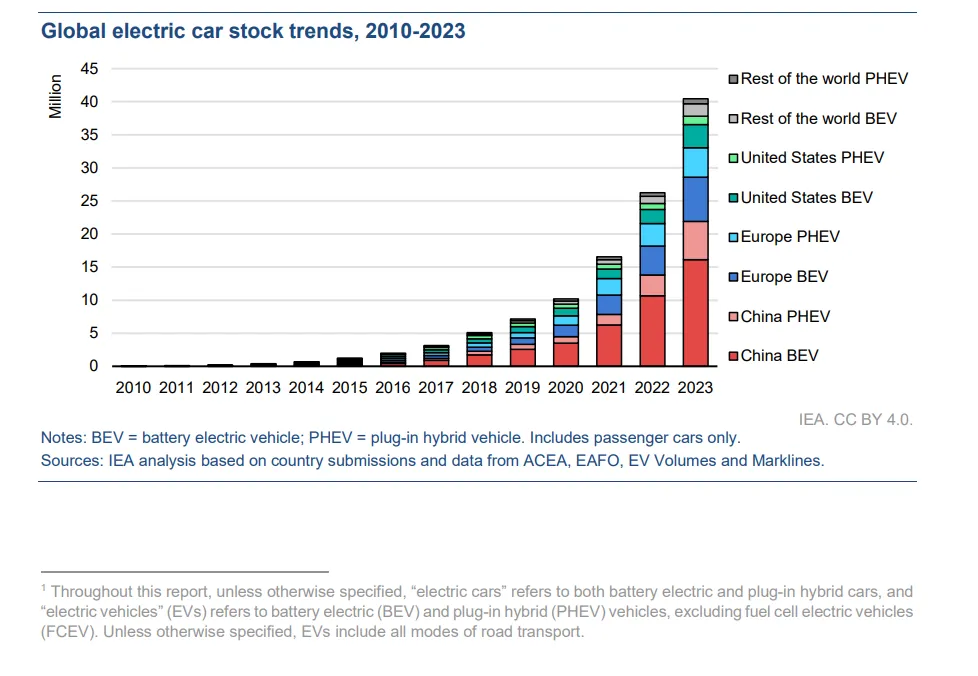 Global electric car stock trends, 2010-2023
Million
45
40
35
30
25
20
15
10
5
0
2010 2011 2012 2013 2014 2015 2016 2017 2018 2019 2020 2021 2022 2023
Rest of the world PHEV
Rest of the world BEV
United States PHEV
United States BEV
Europe PHEV
Europe BEV
China PHEV
China BEV
IEA. CC BY 4.0.
Notes: BEV = battery electric vehicle; PHEV = plug-in hybrid vehicle. Includes passenger cars only.
Sources: IEA analysis based on country submissions and data from ACEA, EAFO, EV Volumes and Marklines.
¹ Throughout this report, unless otherwise specified, “electric cars” refers to both battery electric and plug-in hybrid cars, and
“electric vehicles” (EVs) refers to battery electric (BEV) and plug-in hybrid (PHEV) vehicles, excluding fuel cell electric vehicles
(FCEV). Unless otherwise specified, EVs include all modes of road transport.